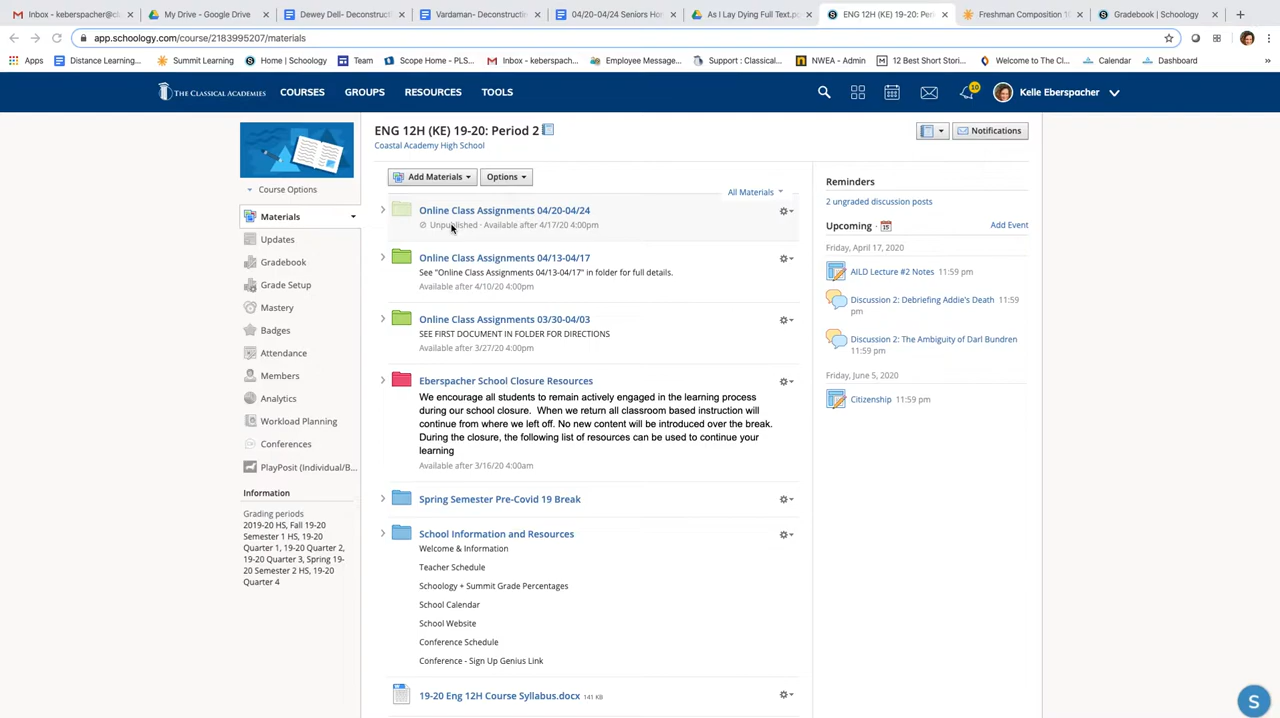 Inbox - keberspacher@cl
My Drive - Google Drive
Dewey Dell- Deconstruct
Vardaman- Deconstructio
04/20-04/24 Seniors Ho
As I Lay Dying Full Text.p
ENG 12H (KE) 19-20: Peri
Freshman Composition 10
Gradebook | Schoology
app.schoology.com/course/2183995207/materials
Apps
Distance Learning...
Summit Learning
Home | Schoology
Team
Scope Home - PLS...
Inbox - keberspach...
Employee Message...
Support : Classical...
NWEA - Admin
12 Best Short Stori...
Welcome to The Cl...
Calendar
Dashboard
THE CLASSICAL ACADEMIES
COURSES
GROUPS
RESOURCES
TOOLS
10
Kelle Eberspacher
ENG 12H (KE) 19-20: Period 2
Coastal Academy High School
Notifications
Course Options
Materials
Updates
Gradebook
Grade Setup
Mastery
Badges
Attendance
Members
Analytics
Workload Planning
Conferences
PlayPosit (Individual/B...
Information
Grading periods
2019-20 HS, Fall 19-20
Semester 1 HS, 19-20
Quarter 1, 19-20 Quarter 2,
19-20 Quarter 3, Spring 19-
20 Semester 2 HS, 19-20
Quarter 4
Add Materials
Options
All Materials
Online Class Assignments 04/20-04/24
Unpublished · Available after 4/17/20 4:00pm
Online Class Assignments 04/13-04/17
See "Online Class Assignments 04/13-04/17" in folder for full details.
Available after 4/10/20 4:00pm
Online Class Assignments 03/30-04/03
SEE FIRST DOCUMENT IN FOLDER FOR DIRECTIONS
Available after 3/27/20 4:00pm
Eberspacher School Closure Resources
We encourage all students to remain actively engaged in the learning process
during our school closure. When we return all classroom based instruction will
continue from where we left off. No new content will be introduced over the break.
During the closure, the following list of resources can be used to continue your
learning
Available after 3/16/20 4:00am
Spring Semester Pre-Covid 19 Break
School Information and Resources
Welcome & Information
Teacher Schedule
Schoology + Summit Grade Percentages
School Calendar
School Website
Conference Schedule
Conference - Sign Up Genius Link
19-20 Eng 12H Course Syllabus.docx 141 KB
Reminders
2 ungraded discussion posts
Upcoming
Add Event
Friday, April 17, 2020
AILD Lecture #2 Notes 11:59 pm
Discussion 2: Debriefing Addie's Death 11:59
pm
Discussion 2: The Ambiguity of Darl Bundren
11:59 pm
Friday, June 5, 2020
Citizenship 11:59 pm
S